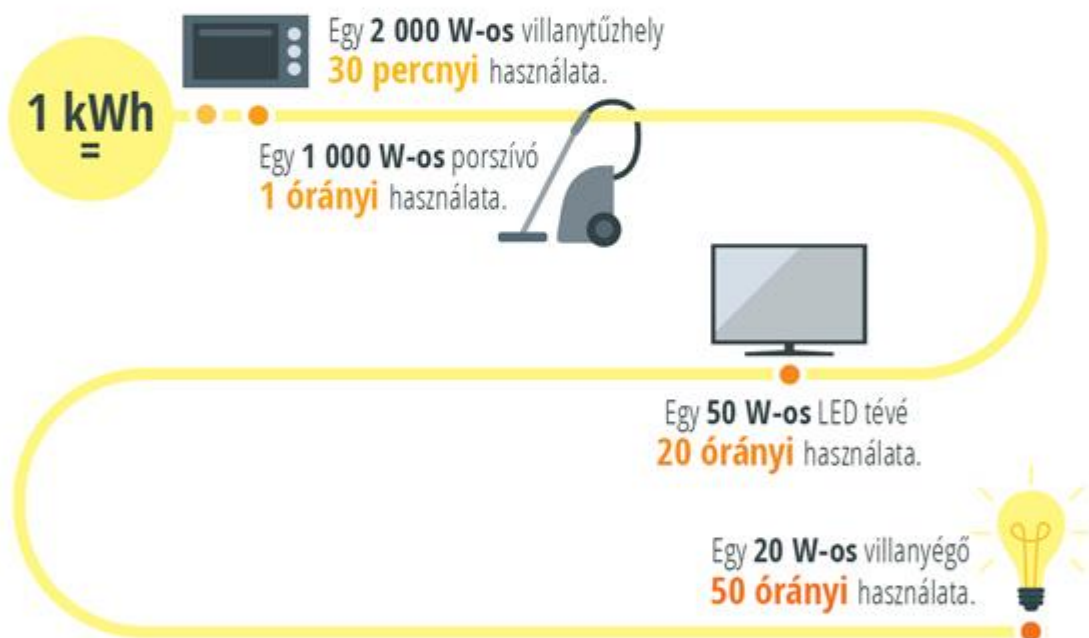 1 kWh
=
Egy 2 000 W-os villanytűzhely
30 percnyi használata.
Egy 1 000 W-os porszívó
1 órányi használata.
Egy 50 W-os LED tévé
20 órányi használata.
Egy 20 W-os villanyégő
50 órányi használata.